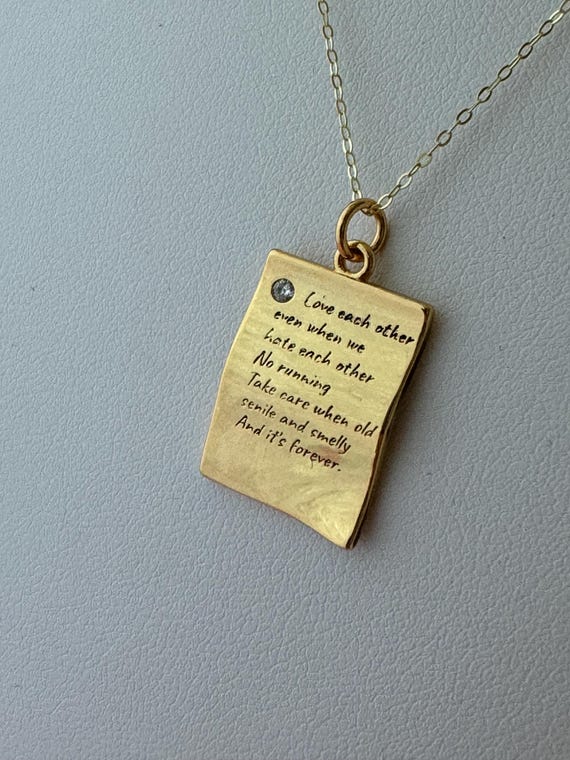 Love each other
even when we
hate each other
No running
Take care when old
senile and smelly
And it's forever.